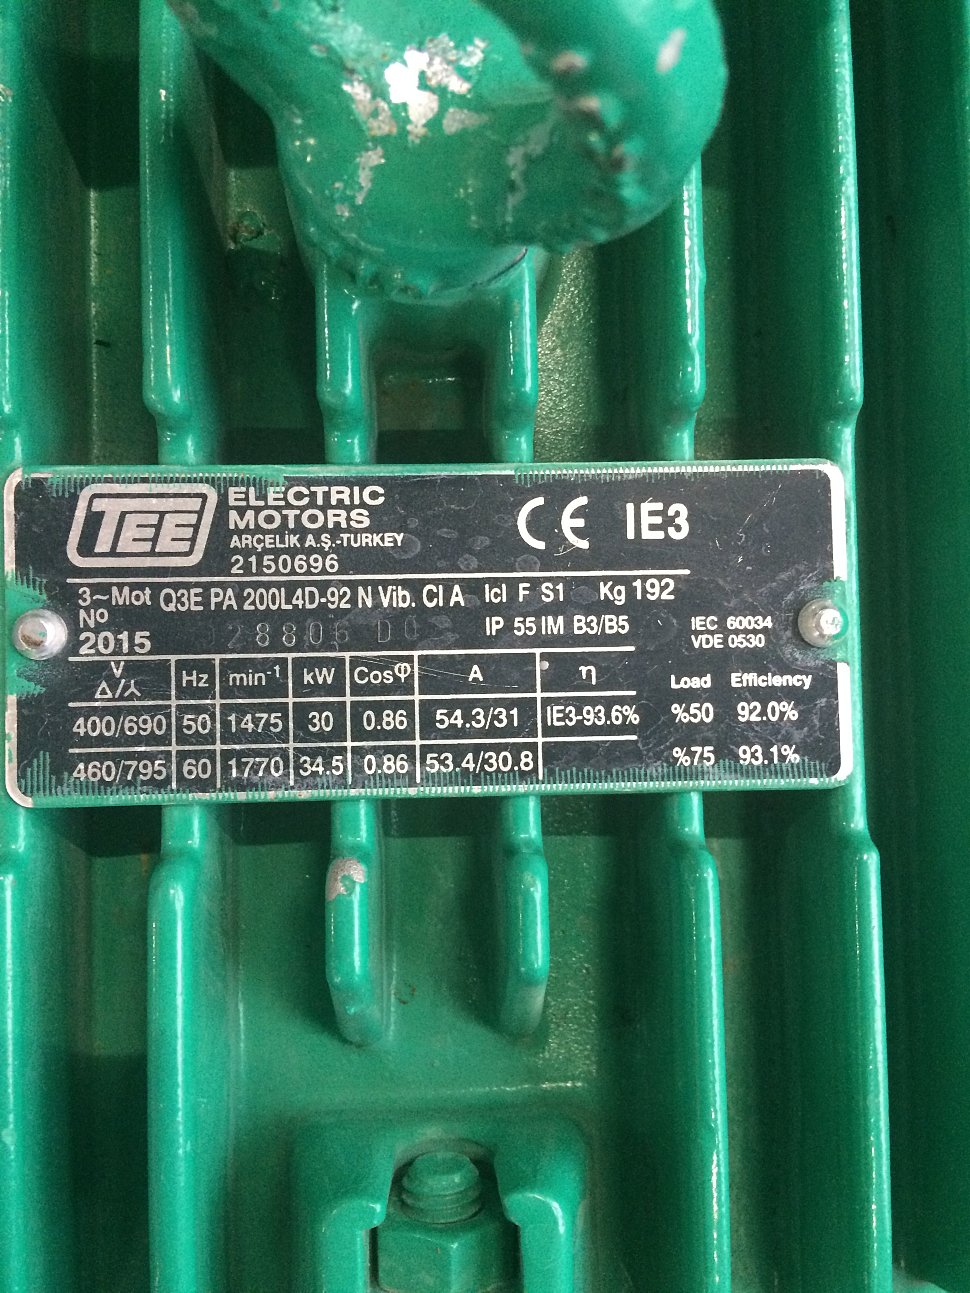 TEE
ELECTRIC
MOTORS
ARÇELİK A.Ş.-TURKEY
2150696
CE IE3
3~Mot Q3E PA 200L4D-92 N Vib. Cl A Icl F S1 Kg 192
No
2015
IP 55 IM B3/B5
IEC 60034
VDE 0530
V Δ/⅄ Hz min⁻¹ kW Cosφ A η
400/690 50 1475 30 0.86 54.3/31 IE3-93.6%
460/795 60 1770 34.5 0.86 53.4/30.8
Load Efficiency
%50 92.0%
%75 93.1%